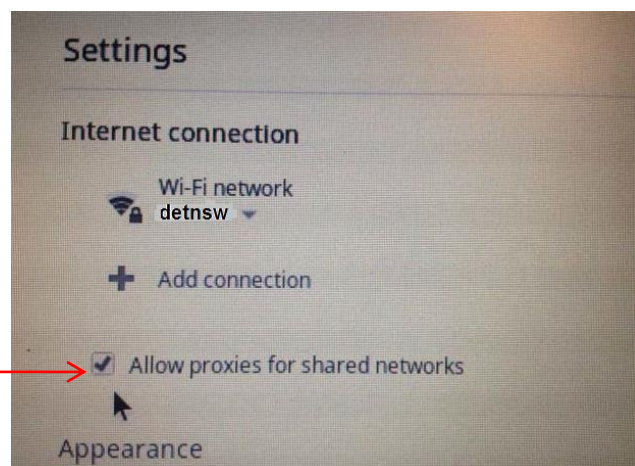 Settings
Internet connection
Wi-Fi network
detnsw
Add connection
Allow proxies for shared networks
Appearance